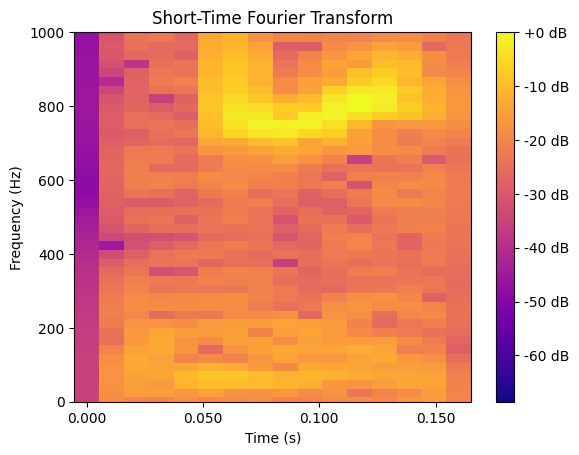 Short-Time Fourier Transform
1000
800
600
400
200
0
Frequency (Hz)
0.000
0.050
0.100
0.150
Time (s)
+0 dB
-10 dB
-20 dB
-30 dB
-40 dB
-50 dB
-60 dB